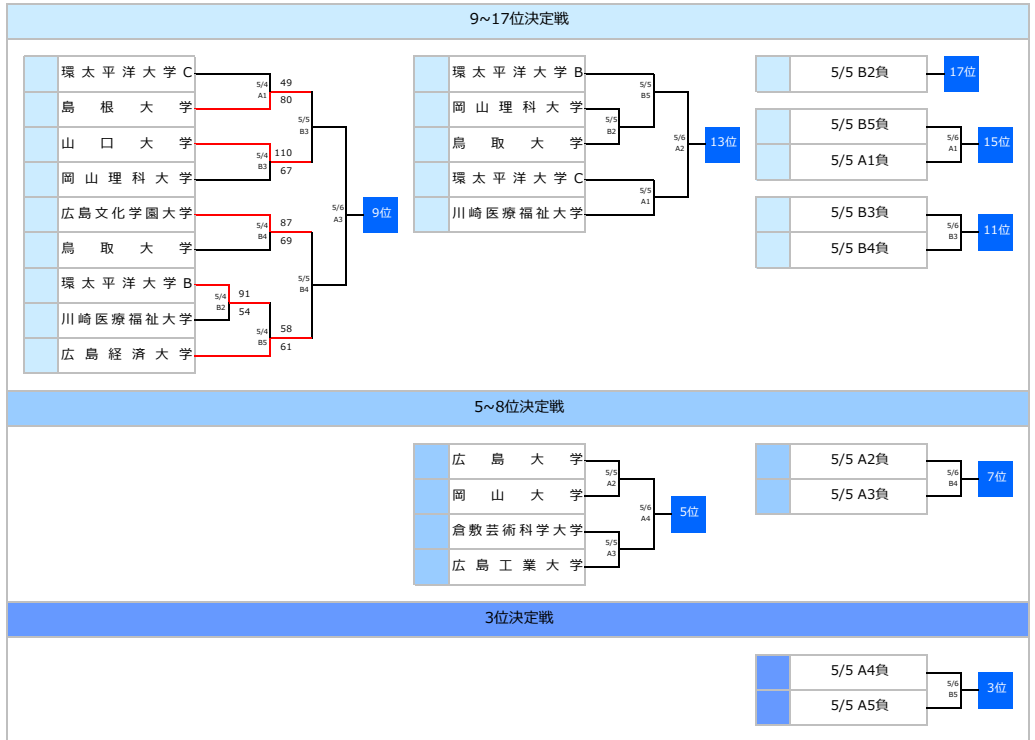 9~17位決定戦
環太平洋大学C
島根大学
山口大学
岡山理科大学
広島文化学園大学
鳥取大学
環太平洋大学B
川崎医療福祉大学
広島経済大学
5/4
A1
49
80
5/4
B3
110
67
5/4
B4
87
69
5/4
B2
91
54
5/4
B5
58
61
5/5
B3
5/5
B4
5/6
A3
9位
環太平洋大学B
岡山理科大学
鳥取大学
環太平洋大学C
川崎医療福祉大学
5/5
B5
5/5
B2
5/5
A1
5/6
A2
13位
5/5 B2負
17位
5/5 B5負
5/5 A1負
5/6
A1
15位
5/5 B3負
5/5 B4負
5/6
B3
11位
5~8位決定戦
広島大学
岡山大学
倉敷芸術科学大学
広島工業大学
5/5
A2
5/5
A3
5/6
A4
5位
5/5 A2負
5/5 A3負
5/6
B4
7位
3位決定戦
5/5 A4負
5/5 A5負
5/6
B5
3位